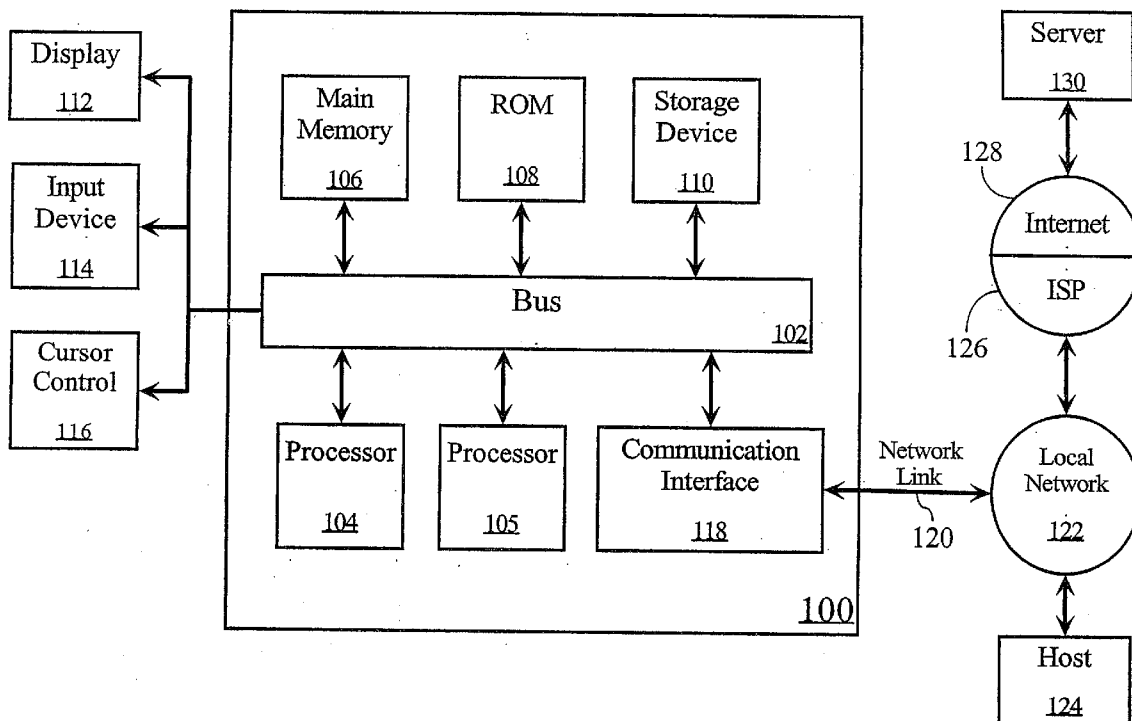 Display
112
Input
Device
114
Cursor
Control
116
Main
Memory
106
ROM
108
Storage
Device
110
Bus
102
Processor
104
Processor
105
Communication
Interface
118
100
Network
Link
120
Server
130
128
Internet
ISP
126
Local
Network
122
Host
124